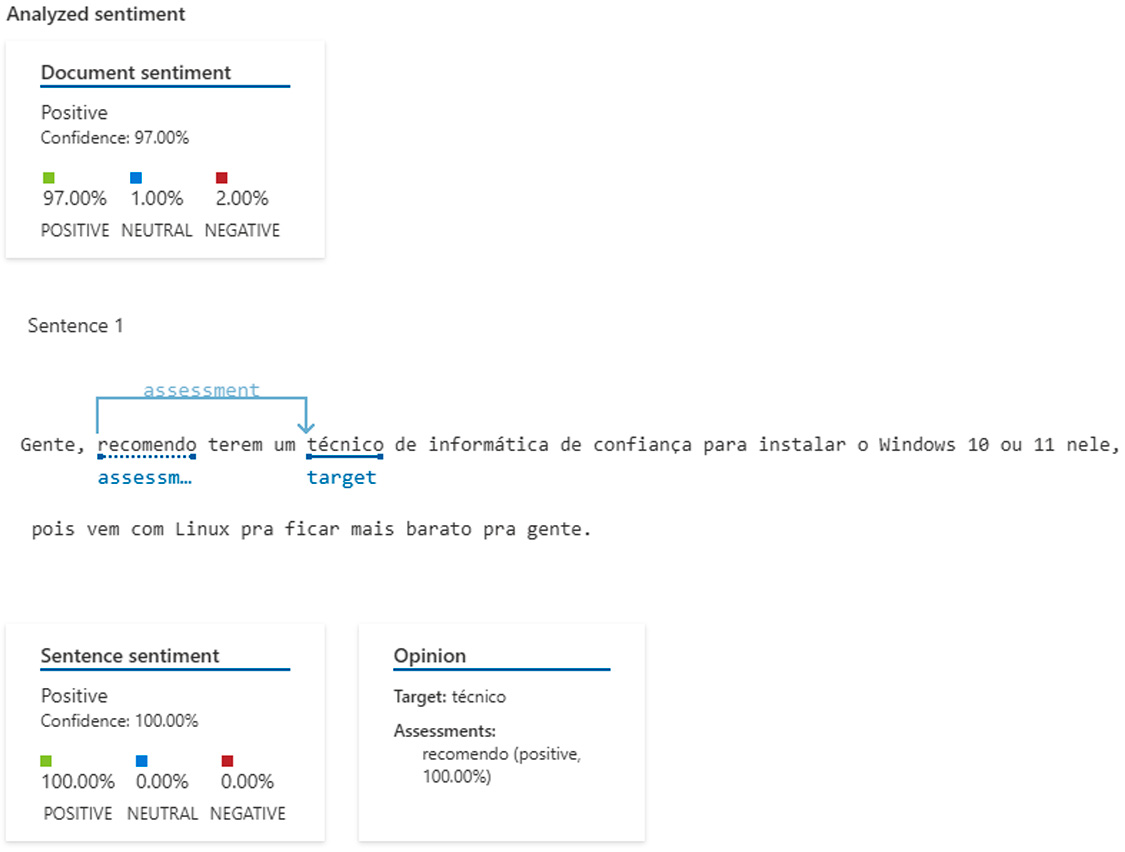 Analyzed sentiment
Document sentiment
Positive
Confidence: 97.00%
97.00% 1.00% 2.00%
POSITIVE NEUTRAL NEGATIVE
Sentence 1
assessment
Gente, recomendo terem um técnico de informática de confiança para instalar o Windows 10 ou 11 nele,
assessm… target
pois vem com Linux pra ficar mais barato pra gente.
Sentence sentiment
Positive
Confidence: 100.00%
100.00% 0.00% 0.00%
POSITIVE NEUTRAL NEGATIVE
Opinion
Target: técnico
Assessments:
recomendo (positive,
100.00%)